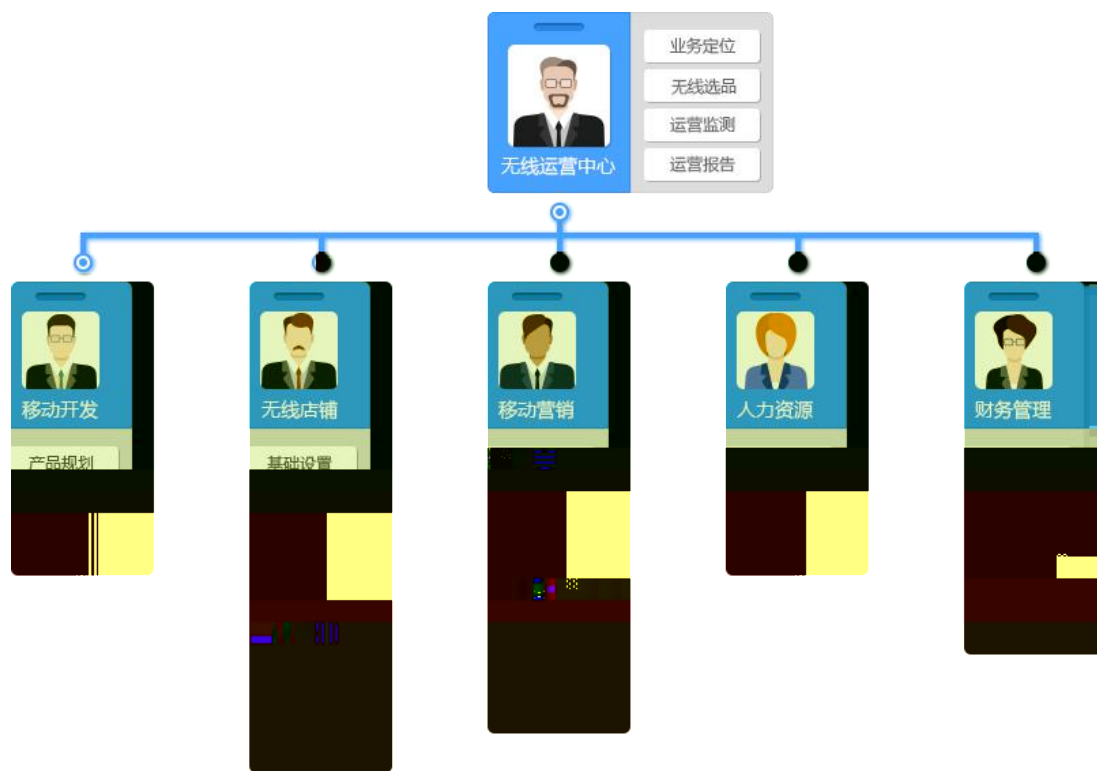 业务定位
无线选品
运营监测
运营报告
无线运营中心
移动开发
无线店铺
移动营销
人力资源
财务管理
产品规划
基础设置